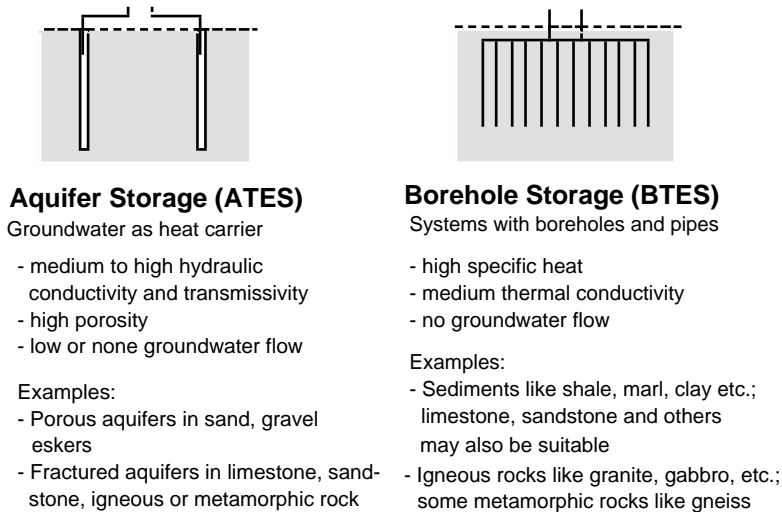 Aquifer Storage (ATES)
Groundwater as heat carrier
- medium to high hydraulic
conductivity and transmissivity
- high porosity
- low or none groundwater flow
Examples:
- Porous aquifers in sand, gravel
eskers
- Fractured aquifers in limestone, sand-
stone, igneous or metamorphic rock
Borehole Storage (BTES)
Systems with boreholes and pipes
- high specific heat
- medium thermal conductivity
- no groundwater flow
Examples:
- Sediments like shale, marl, clay etc.;
limestone, sandstone and others
may also be suitable
- Igneous rocks like granite, gabbro, etc.;
some metamorphic rocks like gneiss